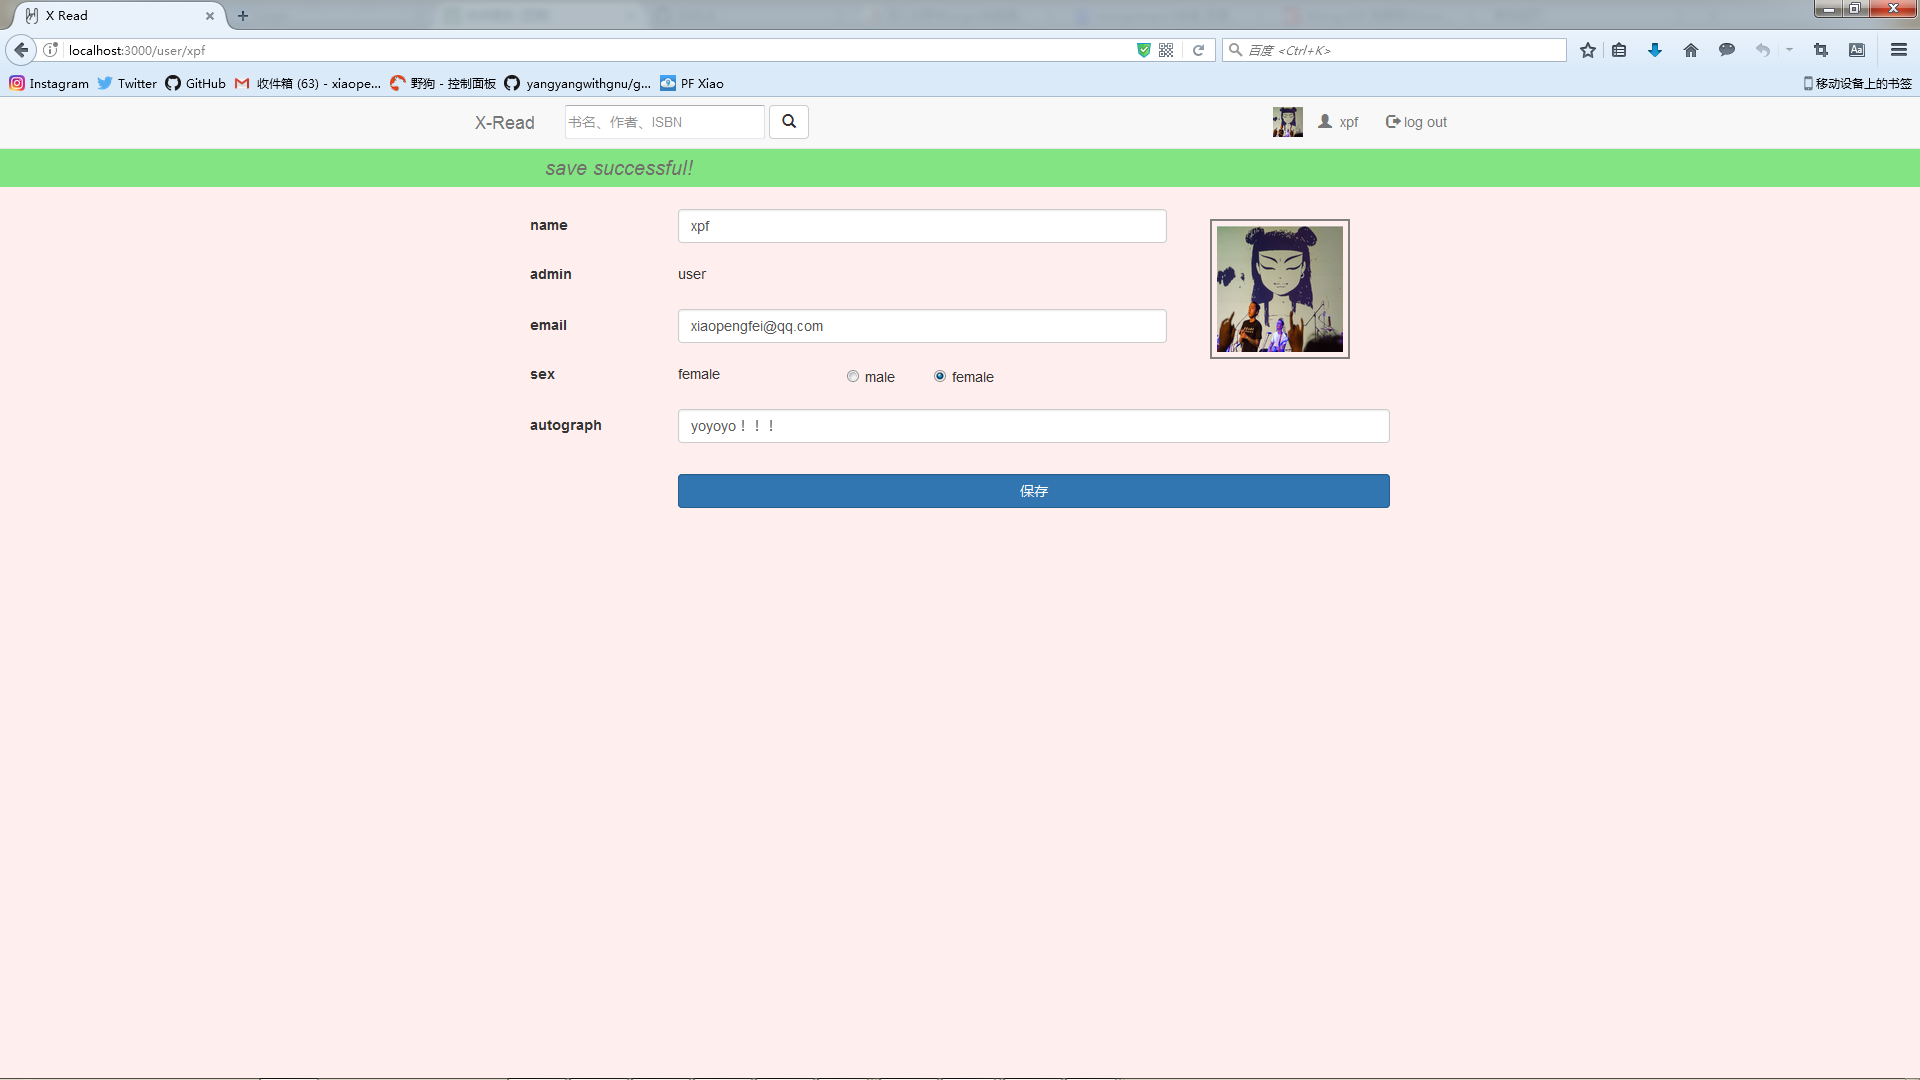 X Read
localhost:3000/user/xpf
百度 <Ctrl+K>
Instagram
Twitter
GitHub
收件箱 (63) - xiaope...
野狗 - 控制面板
yangyangwithgnu/g...
PF Xiao
移动设备上的书签
X-Read
书名、作者、ISBN
xpf
log out
save successful!
name
xpf
admin
user
email
xiaopengfei@qq.com
sex
female
male
female
autograph
yoyoyo！！！
保存